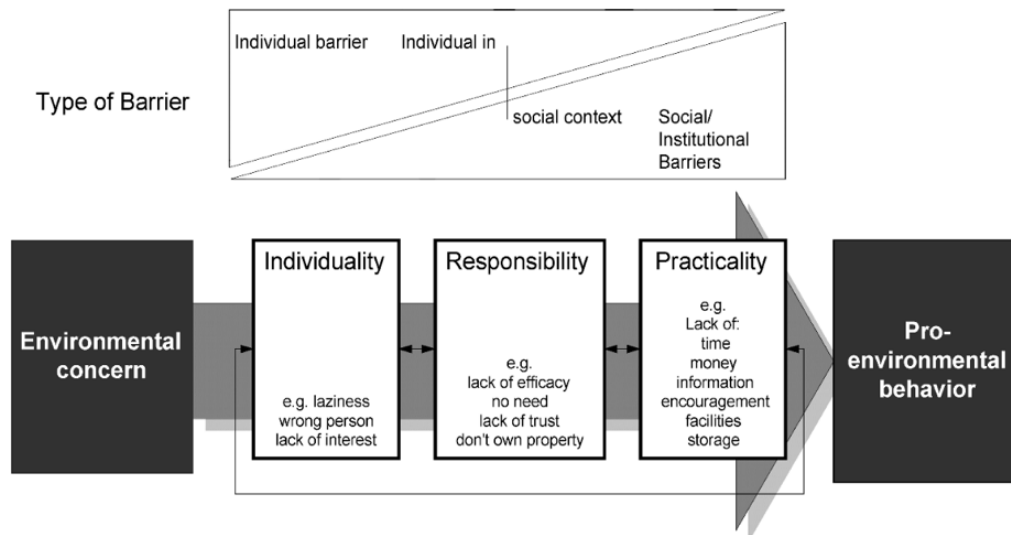 Individual barrier
Individual in
Type of Barrier
social context
Social/
Institutional
Barriers
Environmental
concern
Individuality
e.g. laziness
wrong person
lack of interest
Responsibility
e.g.
lack of efficacy
no need
lack of trust
don't own property
Practicality
e.g.
Lack of:
time
money
information
encouragement
facilities
storage
Pro-
environmental
behavior